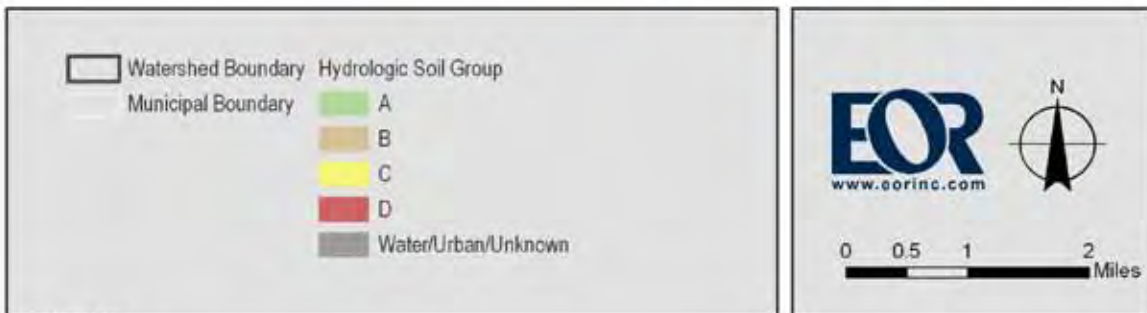 Watershed Boundary
Municipal Boundary
Hydrologic Soil Group
A
B
C
D
Water/Urban/Unknown
EOR
www.eorinc.com
N
0 0.5 1 2
Miles